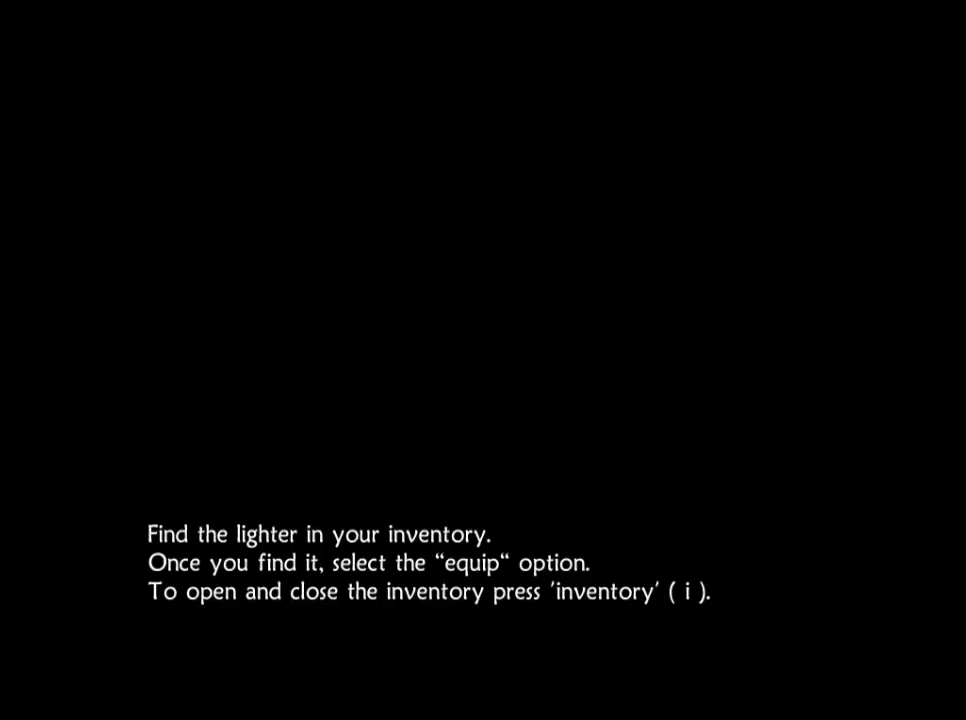 Find the lighter in your inventory.
Once you find it, select the “equip“ option.
To open and close the inventory press 'inventory' ( i ).